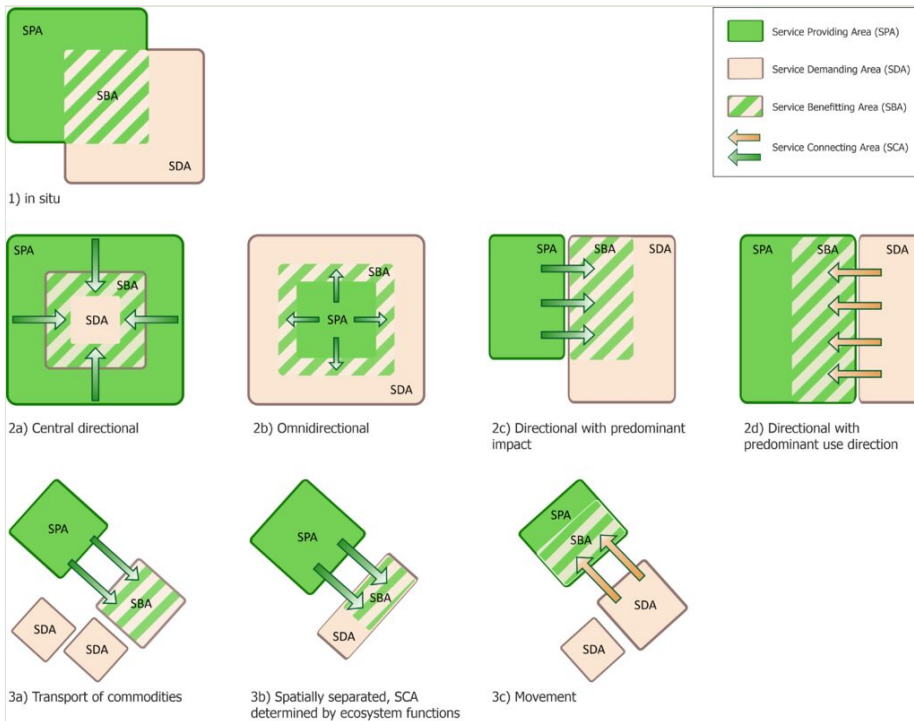 SPA
SBA
SDA
1) in situ
Service Providing Area (SPA)
Service Demanding Area (SDA)
Service Benefitting Area (SBA)
Service Connecting Area (SCA)
SPA
SBA
SDA
2a) Central directional
SBA
SPA
SDA
2b) Omnidirectional
SPA
SBA
SDA
2c) Directional with predominant
impact
SPA
SBA
SDA
2d) Directional with
predominant use direction
SPA
SBA
SDA
SDA
3a) Transport of commodities
SPA
SBA
SDA
3b) Spatially separated, SCA
determined by ecosystem functions
SPA
SBA
SDA
SDA
3c) Movement